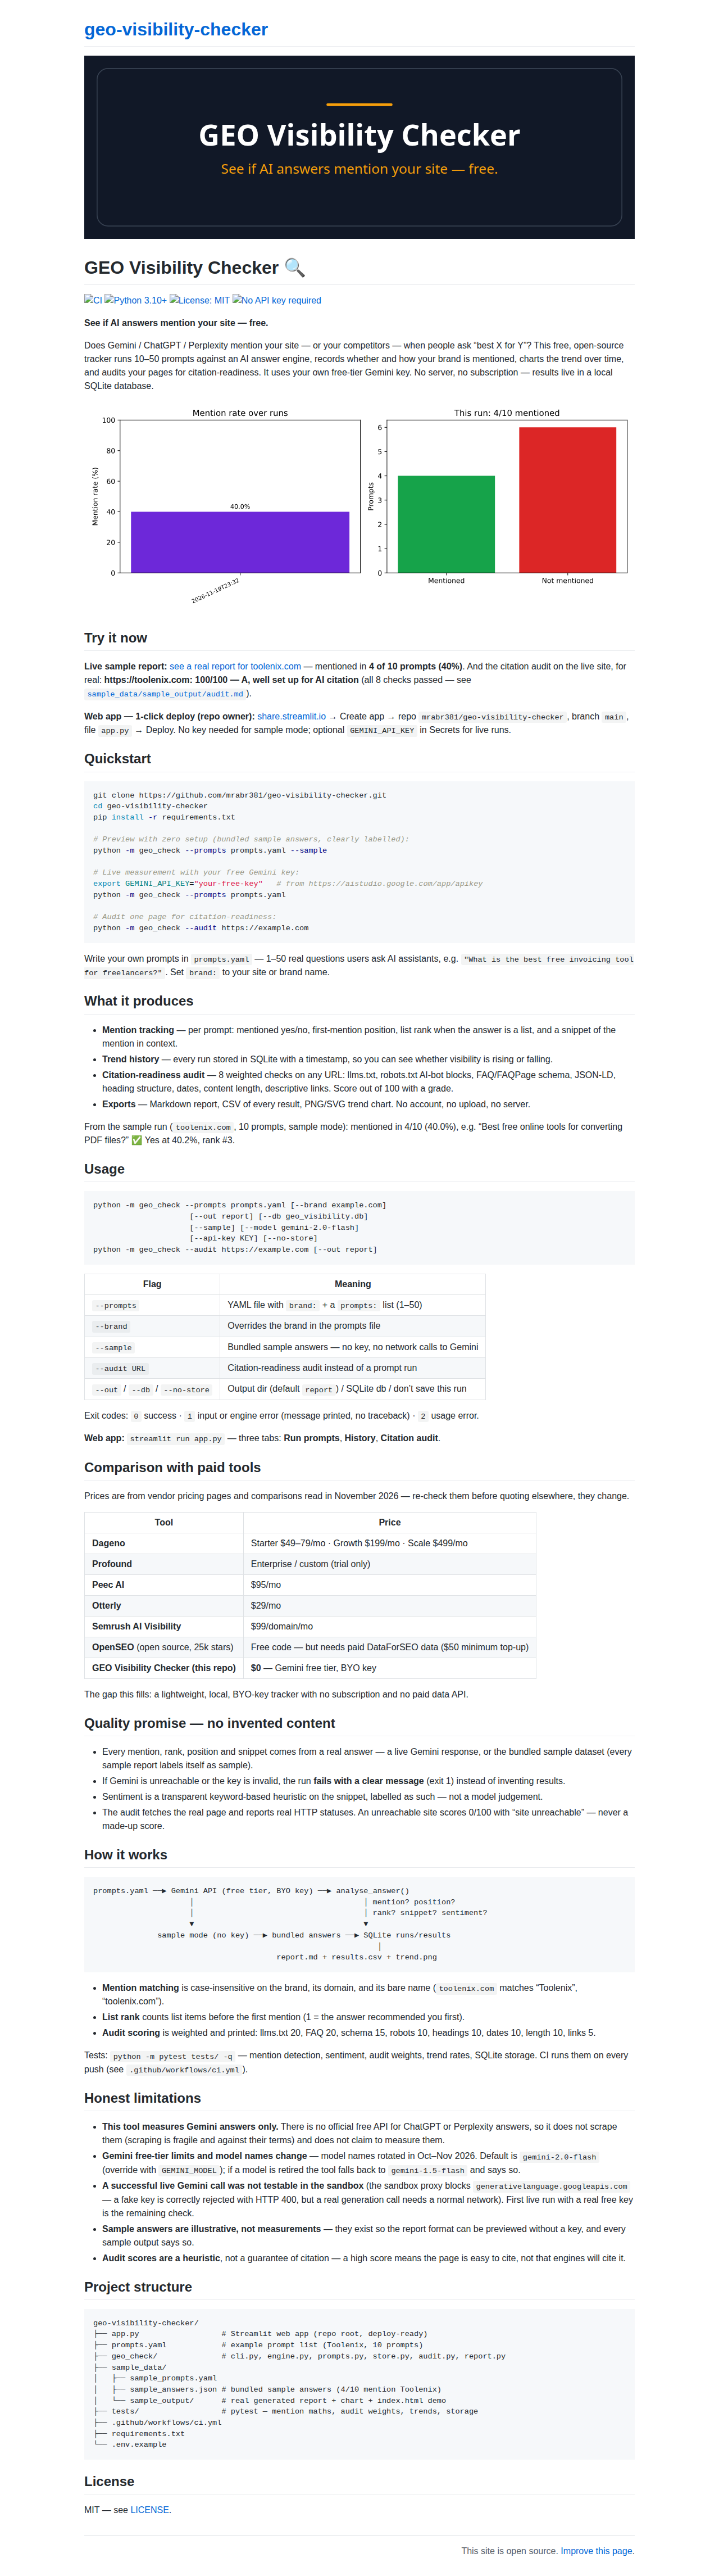 geo-visibility-checker
GEO Visibility Checker
See if AI answers mention your site — free.
GEO Visibility Checker 🔍
CI Python 3.10+ License: MIT No API key required
See if AI answers mention your site — free.
Does Gemini / ChatGPT / Perplexity mention your site — or your competitors — when people ask “best X for Y”? This free, open-source
tracker runs 10–50 prompts against an AI answer engine, records whether and how your brand is mentioned, charts the trend over time,
and audits your pages for citation-readiness. It uses your own free-tier Gemini key. No server, no subscription — results live in a local
SQLite database.
Mention rate over runs
Mention rate (%)
100
80
60
40
20
0
40.0%
2026-11-19T23:32
This run: 4/10 mentioned
Prompts
6
5
4
3
2
1
0
Mentioned
Not mentioned
Try it now
Live sample report: see a real report for toolenix.com — mentioned in 4 of 10 prompts (40%). And the citation audit on the live site, for
real: https://toolenix.com: 100/100 — A, well set up for AI citation (all 8 checks passed — see
sample_data/sample_output/audit.md ).
Web app — 1-click deploy (repo owner): share.streamlit.io → Create app → repo mrabr381/geo-visibility-checker , branch main ,
file app.py → Deploy. No key needed for sample mode; optional GEMINI_API_KEY in Secrets for live runs.
Quickstart
git clone https://github.com/mrabr381/geo-visibility-checker.git
cd geo-visibility-checker
pip install -r requirements.txt
# Preview with zero setup (bundled sample answers, clearly labelled):
python -m geo_check --prompts prompts.yaml --sample
# Live measurement with your free Gemini key:
export GEMINI_API_KEY="your-free-key"   # from https://aistudio.google.com/app/apikey
python -m geo_check --prompts prompts.yaml
# Audit one page for citation-readiness:
python -m geo_check --audit https://example.com
Write your own prompts in prompts.yaml — 1–50 real questions users ask AI assistants, e.g. "What is the best free invoicing tool
for freelancers?" . Set brand: to your site or brand name.
What it produces
• Mention tracking — per prompt: mentioned yes/no, first-mention position, list rank when the answer is a list, and a snippet of the
mention in context.
• Trend history — every run stored in SQLite with a timestamp, so you can see whether visibility is rising or falling.
• Citation-readiness audit — 8 weighted checks on any URL: llms.txt, robots.txt AI-bot blocks, FAQ/FAQPage schema, JSON-LD,
heading structure, dates, content length, descriptive links. Score out of 100 with a grade.
• Exports — Markdown report, CSV of every result, PNG/SVG trend chart. No account, no upload, no server.
From the sample run ( toolenix.com , 10 prompts, sample mode): mentioned in 4/10 (40.0%), e.g. “Best free online tools for converting
PDF files?” ✅ Yes at 40.2%, rank #3.
Usage
python -m geo_check --prompts prompts.yaml [--brand example.com]
[--out report] [--db geo_visibility.db]
[--sample] [--model gemini-2.0-flash]
[--api-key KEY] [--no-store]
python -m geo_check --audit https://example.com [--out report]
Flag Meaning
--prompts YAML file with brand: + a prompts: list (1–50)
--brand Overrides the brand in the prompts file
--sample Bundled sample answers — no key, no network calls to Gemini
--audit URL Citation-readiness audit instead of a prompt run
--out / --db / --no-store Output dir (default report ) / SQLite db / don’t save this run
Exit codes: 0 success · 1 input or engine error (message printed, no traceback) · 2 usage error.
Web app: streamlit run app.py — three tabs: Run prompts, History, Citation audit.
Comparison with paid tools
Prices are from vendor pricing pages and comparisons read in November 2026 — re-check them before quoting elsewhere, they change.
Tool Price
Dageno Starter $49–79/mo · Growth $199/mo · Scale $499/mo
Profound Enterprise / custom (trial only)
Peec AI $95/mo
Otterly $29/mo
Semrush AI Visibility $99/domain/mo
OpenSEO (open source, 25k stars) Free code — but needs paid DataForSEO data ($50 minimum top-up)
GEO Visibility Checker (this repo) $0 — Gemini free tier, BYO key
The gap this fills: a lightweight, local, BYO-key tracker with no subscription and no paid data API.
Quality promise — no invented content
• Every mention, rank, position and snippet comes from a real answer — a live Gemini response, or the bundled sample dataset (every
sample report labels itself as sample).
• If Gemini is unreachable or the key is invalid, the run fails with a clear message (exit 1) instead of inventing results.
• Sentiment is a transparent keyword-based heuristic on the snippet, labelled as such — not a model judgement.
• The audit fetches the real page and reports real HTTP statuses. An unreachable site scores 0/100 with “site unreachable” — never a
made-up score.
How it works
prompts.yaml ──▶ Gemini API (free tier, BYO key) ──▶ analyse_answer()
│ │ mention? position?
│ │ rank? snippet? sentiment?
▼ ▼
sample mode (no key) ──▶ bundled answers ──▶ SQLite runs/results
│
report.md + results.csv + trend.png
• Mention matching is case-insensitive on the brand, its domain, and its bare name ( toolenix.com matches “Toolenix”,
“toolenix.com”).
• List rank counts list items before the first mention (1 = the answer recommended you first).
• Audit scoring is weighted and printed: llms.txt 20, FAQ 20, schema 15, robots 10, headings 10, dates 10, length 10, links 5.
Tests: python -m pytest tests/ -q — mention detection, sentiment, audit weights, trend rates, SQLite storage. CI runs them on every
push (see .github/workflows/ci.yml ).
Honest limitations
• This tool measures Gemini answers only. There is no official free API for ChatGPT or Perplexity answers, so it does not scrape
them (scraping is fragile and against their terms) and does not claim to measure them.
• Gemini free-tier limits and model names change — model names rotated in Oct–Nov 2026. Default is gemini-2.0-flash
(override with GEMINI_MODEL ); if a model is retired the tool falls back to gemini-1.5-flash and says so.
• A successful live Gemini call was not testable in the sandbox (the sandbox proxy blocks generativelanguage.googleapis.com
— a fake key is correctly rejected with HTTP 400, but a real generation call needs a normal network). First live run with a real free key
is the remaining check.
• Sample answers are illustrative, not measurements — they exist so the report format can be previewed without a key, and every
sample output says so.
• Audit scores are a heuristic, not a guarantee of citation — a high score means the page is easy to cite, not that engines will cite it.
Project structure
geo-visibility-checker/
├── app.py # Streamlit web app (repo root, deploy-ready)
├── prompts.yaml # example prompt list (Toolenix, 10 prompts)
├── geo_check/ # cli.py, engine.py, prompts.py, store.py, audit.py, report.py
├── sample_data/
│ ├── sample_prompts.yaml
│ ├── sample_answers.json # bundled sample answers (4/10 mention Toolenix)
│ └── sample_output/ # real generated report + chart + index.html demo
├── tests/ # pytest — mention maths, audit weights, trends, storage
├── .github/workflows/ci.yml
├── requirements.txt
└── .env.example
License
MIT — see LICENSE.
This site is open source. Improve this page.